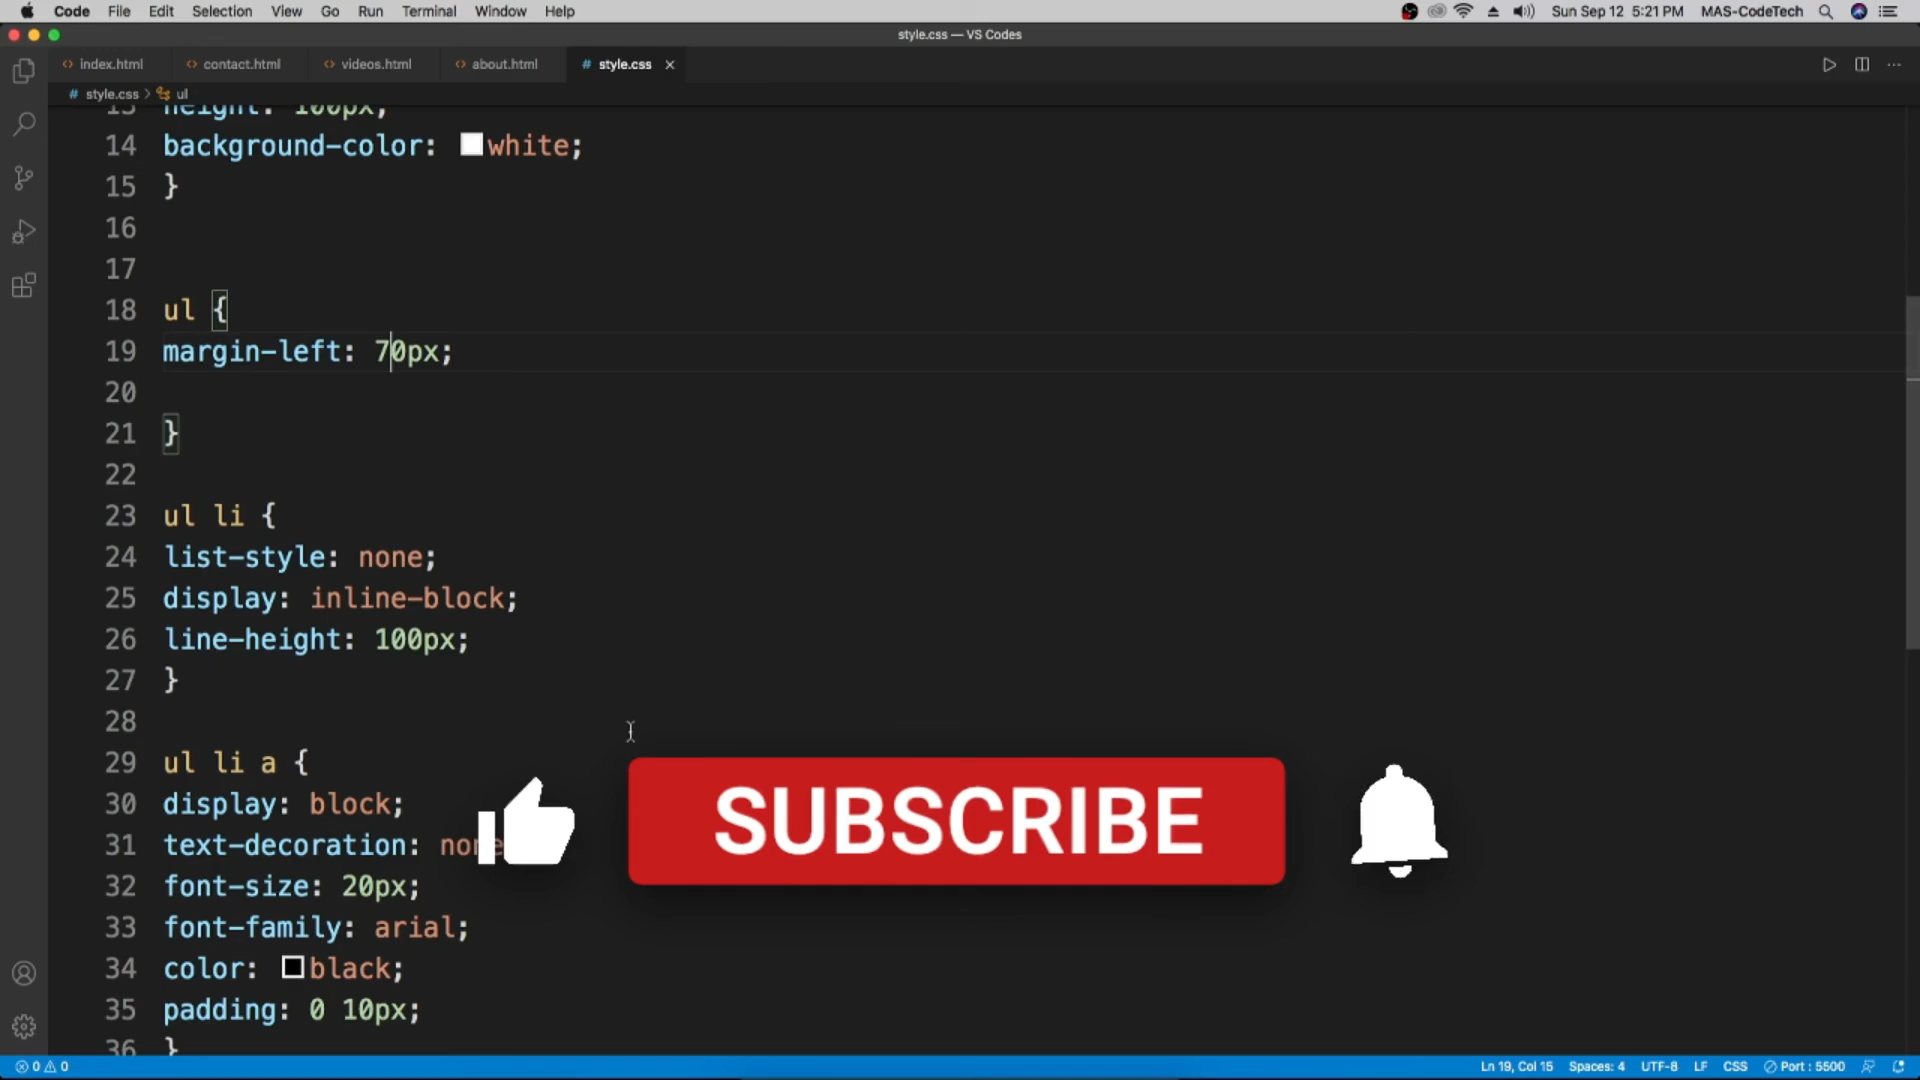 Code File Edit Selection View Go Run Terminal Window Help Sun Sep 12 5:21 PM MAS-CodeTech
style.css — VS Codes
<> index.html <> contact.html <> videos.html <> about.html # style.css ×
# style.css > ul
13 height: 100px;
14 background-color: white;
15 }
16
17
18 ul {
19 margin-left: 70px;
20
21 }
22
23 ul li {
24 list-style: none;
25 display: inline-block;
26 line-height: 100px;
27 }
28
29 ul li a {
30 display: block;
31 text-decoration: none
32 font-size: 20px;
33 font-family: arial;
34 color: black;
35 padding: 0 10px;
36 }
SUBSCRIBE
0 0 Ln 19, Col 15 Spaces: 4 UTF-8 LF CSS Port : 5500